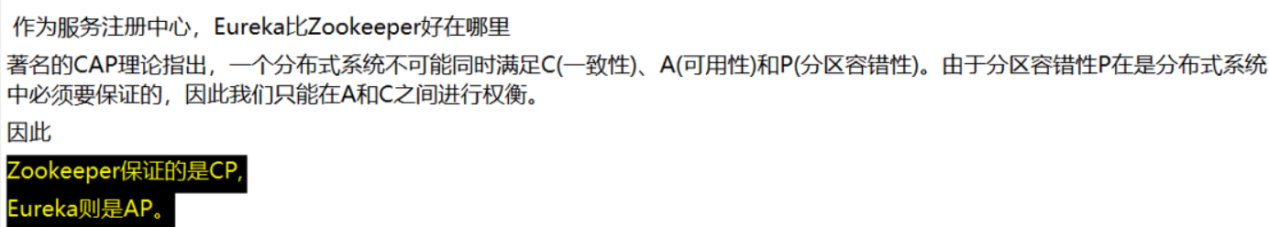 作为服务注册中心，Eureka比Zookeeper好在哪里
著名的CAP理论指出，一个分布式系统不可能同时满足C(一致性)、A(可用性)和P(分区容错性)。由于分区容错性P在是分布式系统
中必须要保证的，因此我们只能在A和C之间进行权衡。
因此
Zookeeper保证的是CP,
Eureka则是AP。